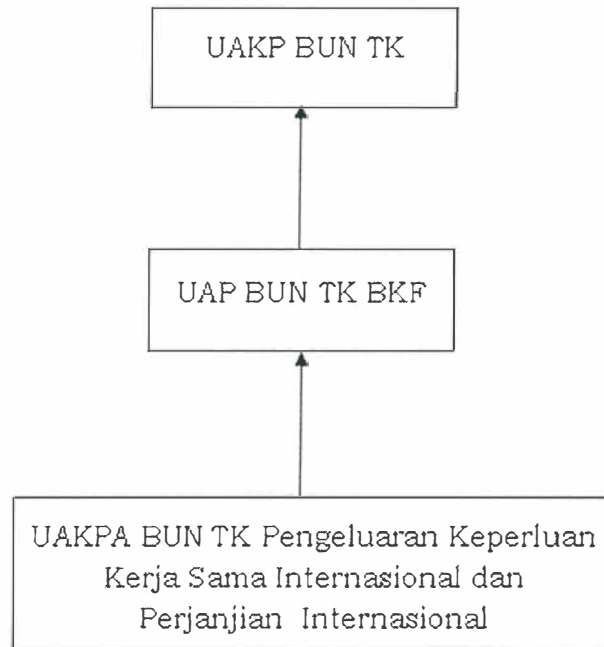 UAKP BUN TK
UAP BUN TK BKF
UAKPA BUN TK Pengeluaran Keperluan
Kerja Sama Internasional dan
Perjanjian Internasional